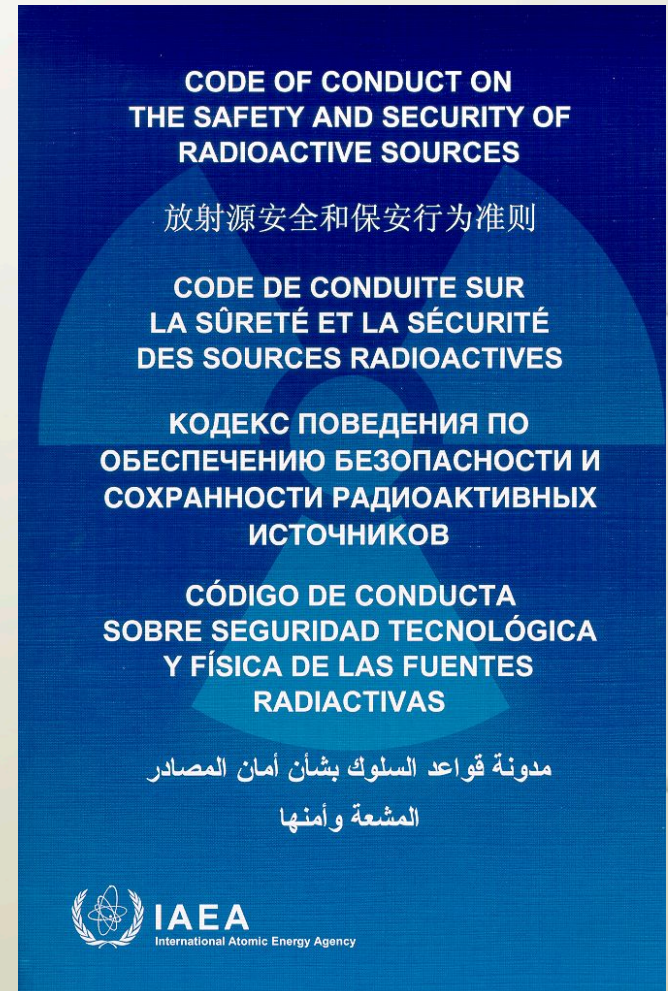 CODE OF CONDUCT ON
THE SAFETY AND SECURITY OF
RADIOACTIVE SOURCES
放射源安全和保安行为准则
CODE DE CONDUITE SUR
LA SÛRETÉ ET LA SÉCURITÉ
DES SOURCES RADIOACTIVES
КОДЕКС ПОВЕДЕНИЯ ПО
ОБЕСПЕЧЕНИЮ БЕЗОПАСНОСТИ И
СОХРАННОСТИ РАДИОАКТИВНЫХ
ИСТОЧНИКОВ
CÓDIGO DE CONDUCTA
SOBRE SEGURIDAD TECNOLÓGICA
Y FÍSICA DE LAS FUENTES
RADIACTIVAS
مدونة قواعد السلوك بشأن أمان المصادر
المشعة وأمنها
IAEA
International Atomic Energy Agency